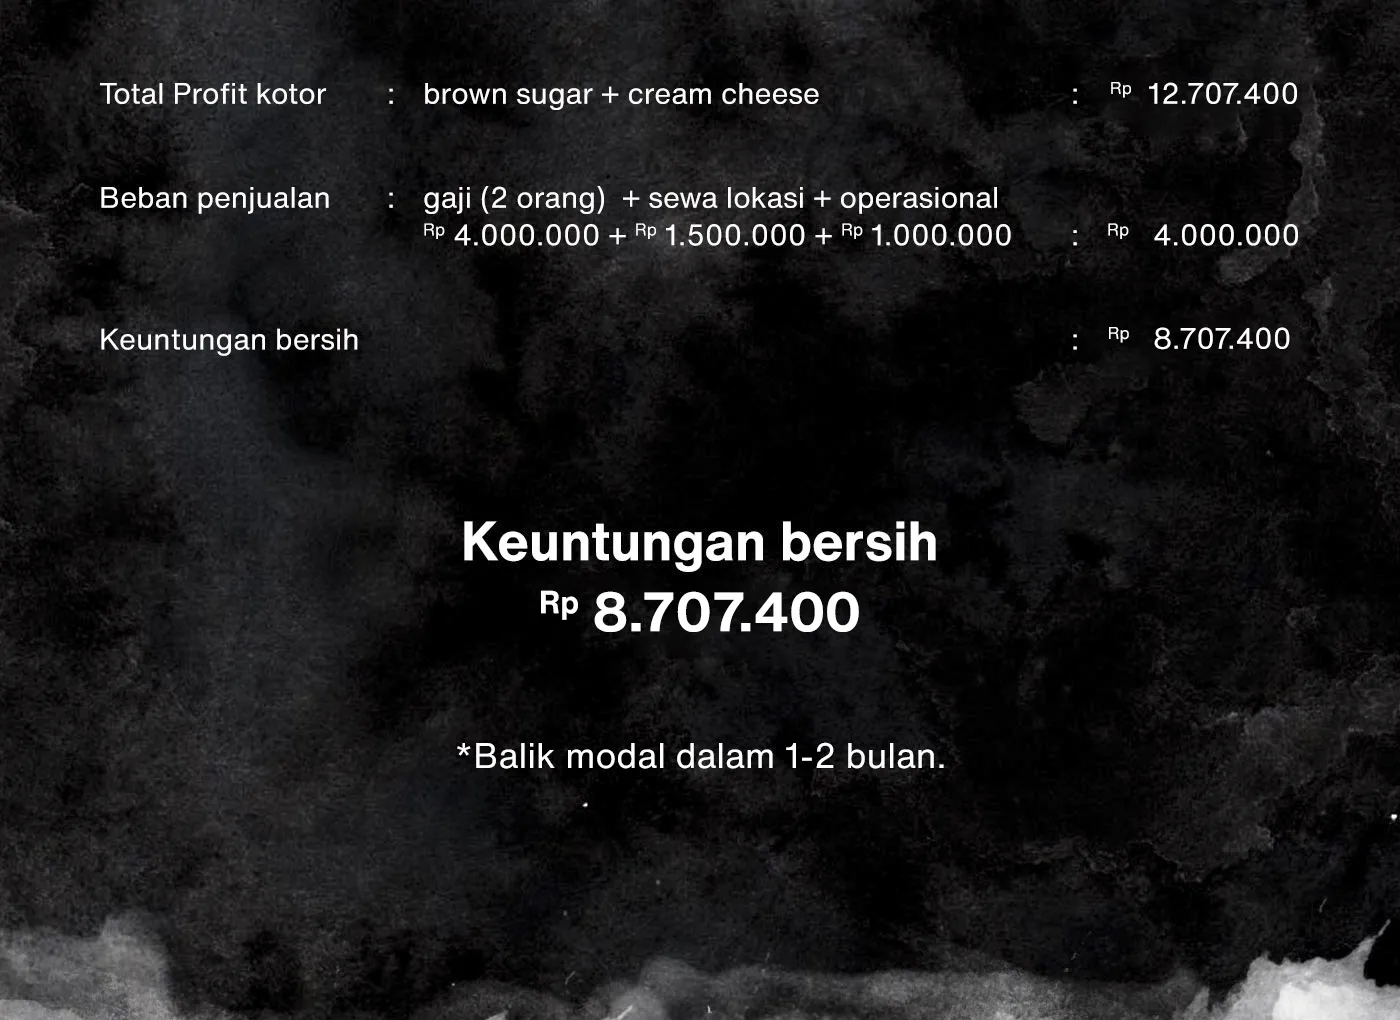 Total Profit kotor : brown sugar + cream cheese : Rp 12.707.400
Beban penjualan : gaji (2 orang) + sewa lokasi + operasional
Rp 4.000.000 + Rp 1.500.000 + Rp 1.000.000 : Rp 4.000.000
Keuntungan bersih : Rp 8.707.400
Keuntungan bersih
Rp 8.707.400
*Balik modal dalam 1-2 bulan.